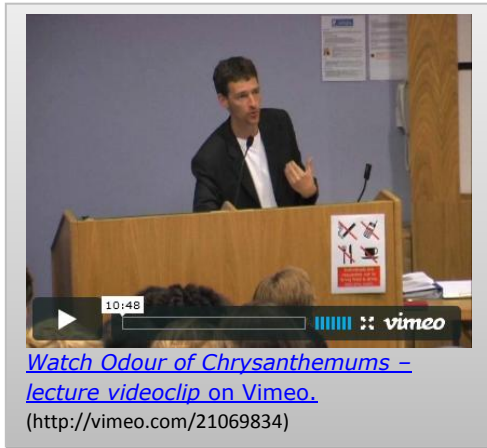 10:48
vimeo
Watch Odour of Chrysanthemums –
lecture videoclip on Vimeo.
(http://vimeo.com/21069834)